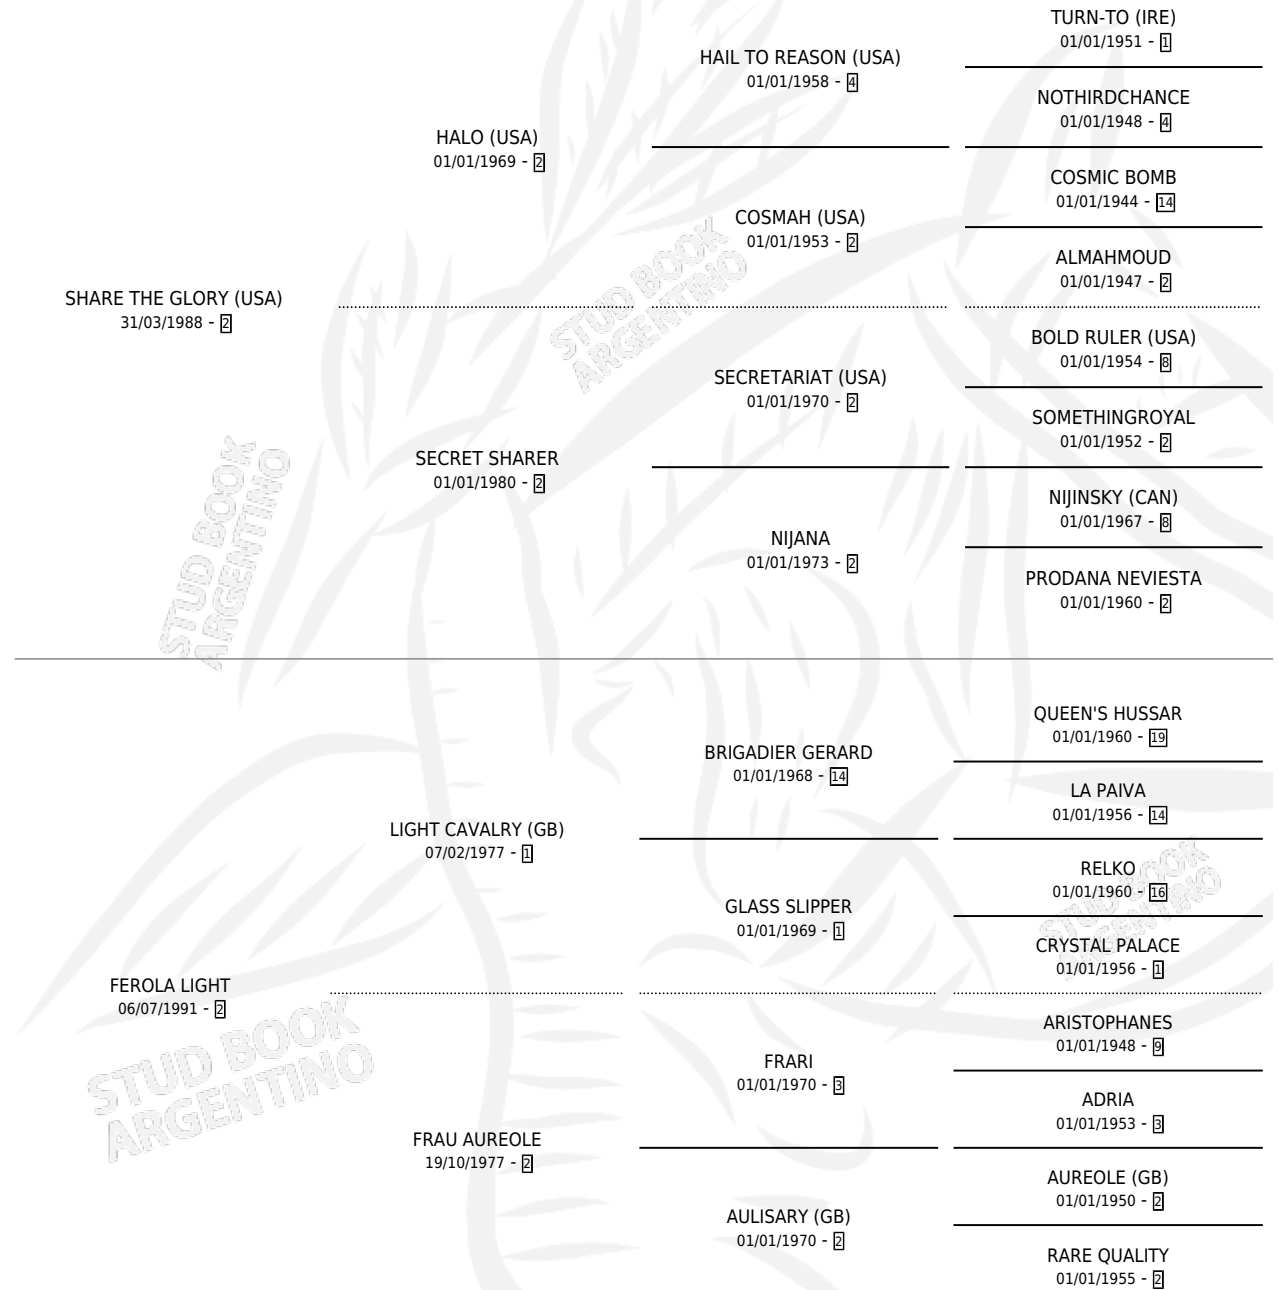 TURN-TO (IRE)
01/01/1951 - 1
HAIL TO REASON (USA)
01/01/1958 - 4
NOTHIRDCHANCE
01/01/1948 - 4
HALO (USA)
01/01/1969 - 2
COSMIC BOMB
01/01/1944 - 14
COSMAH (USA)
01/01/1953 - 2
ALMAHMOUD
01/01/1947 - 2
SHARE THE GLORY (USA)
31/03/1988 - 2
BOLD RULER (USA)
01/01/1954 - 8
SECRETARIAT (USA)
01/01/1970 - 2
SOMETHINGROYAL
01/01/1952 - 2
SECRET SHARER
01/01/1980 - 2
NIJINSKY (CAN)
01/01/1967 - 8
NIJANA
01/01/1973 - 2
PRODANA NEVIESTA
01/01/1960 - 2
QUEEN'S HUSSAR
01/01/1960 - 19
BRIGADIER GERARD
01/01/1968 - 14
LA PAIVA
01/01/1956 - 14
LIGHT CAVALRY (GB)
07/02/1977 - 1
RELKO
01/01/1960 - 16
GLASS SLIPPER
01/01/1969 - 1
CRYSTAL PALACE
01/01/1956 - 1
FEROLA LIGHT
06/07/1991 - 2
ARISTOPHANES
01/01/1948 - 9
FRARI
01/01/1970 - 3
ADRIA
01/01/1953 - 3
FRAU AUREOLE
19/10/1977 - 2
AUREOLE (GB)
01/01/1950 - 2
AULISARY (GB)
01/01/1970 - 2
RARE QUALITY
01/01/1955 - 2
STUD BOOK
ARGENTINO
STUD BOOK
ARGENTINO
STUD BOOK
ARGENTINO
STUD BOOK
ARGENTINO